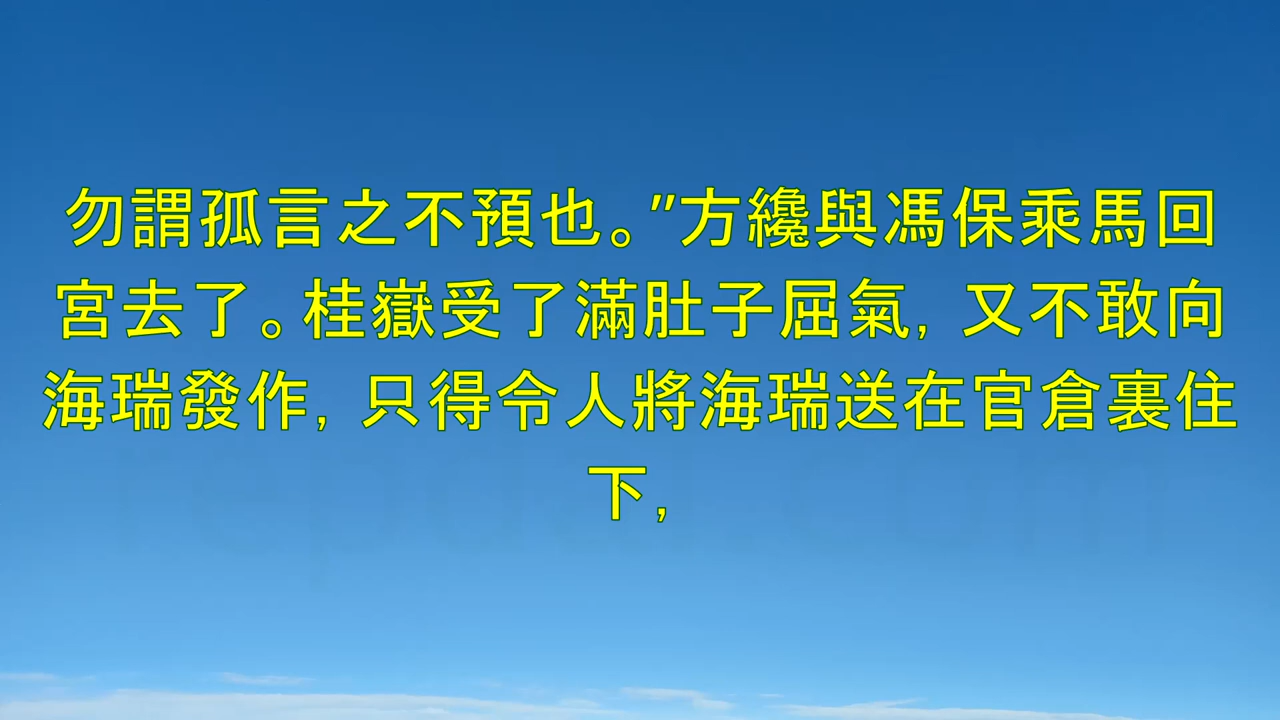 勿謂孤言之不預也。"方纔與馮保乘馬回
宮去了。桂嶽受了滿肚子屈氣, 又不敢向
海瑞發作, 只得令人將海瑞送在官倉裏住
下,